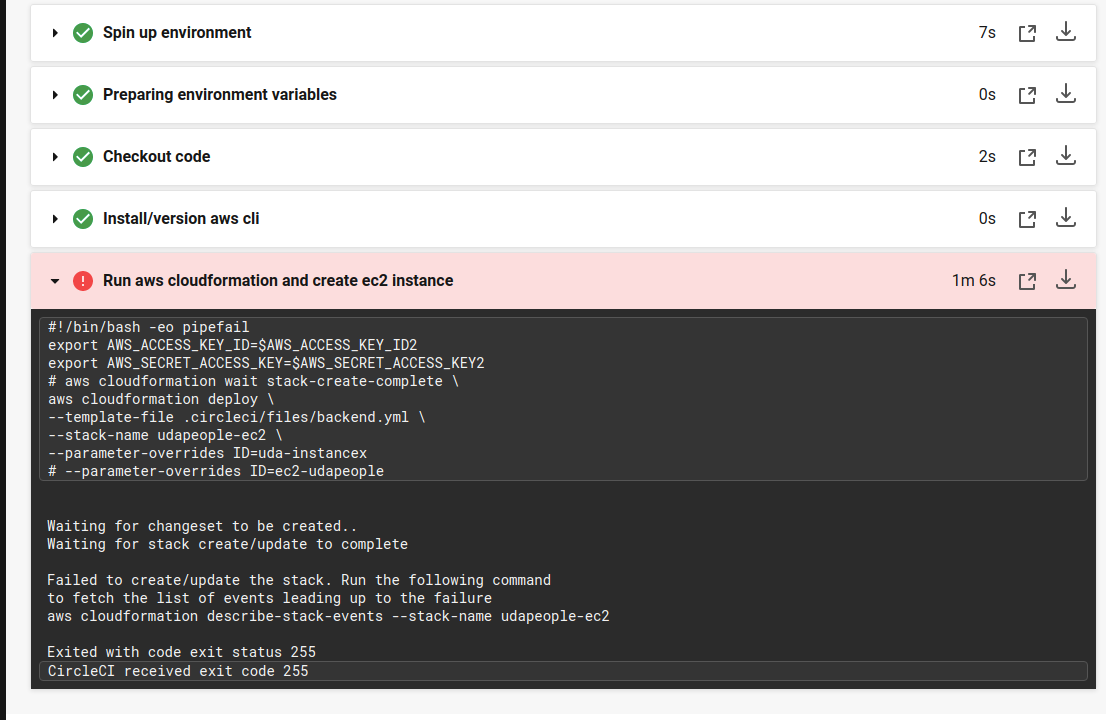 Spin up environment 7s
Preparing environment variables 0s
Checkout code 2s
Install/version aws cli 0s
Run aws cloudformation and create ec2 instance 1m 6s
#!/bin/bash -eo pipefail
export AWS_ACCESS_KEY_ID=$AWS_ACCESS_KEY_ID2
export AWS_SECRET_ACCESS_KEY=$AWS_SECRET_ACCESS_KEY2
# aws cloudformation wait stack-create-complete \
aws cloudformation deploy \
--template-file .circleci/files/backend.yml \
--stack-name udapeople-ec2 \
--parameter-overrides ID=uda-instancex
# --parameter-overrides ID=ec2-udapeople
Waiting for changeset to be created..
Waiting for stack create/update to complete
Failed to create/update the stack. Run the following command
to fetch the list of events leading up to the failure
aws cloudformation describe-stack-events --stack-name udapeople-ec2
Exited with code exit status 255
CircleCI received exit code 255